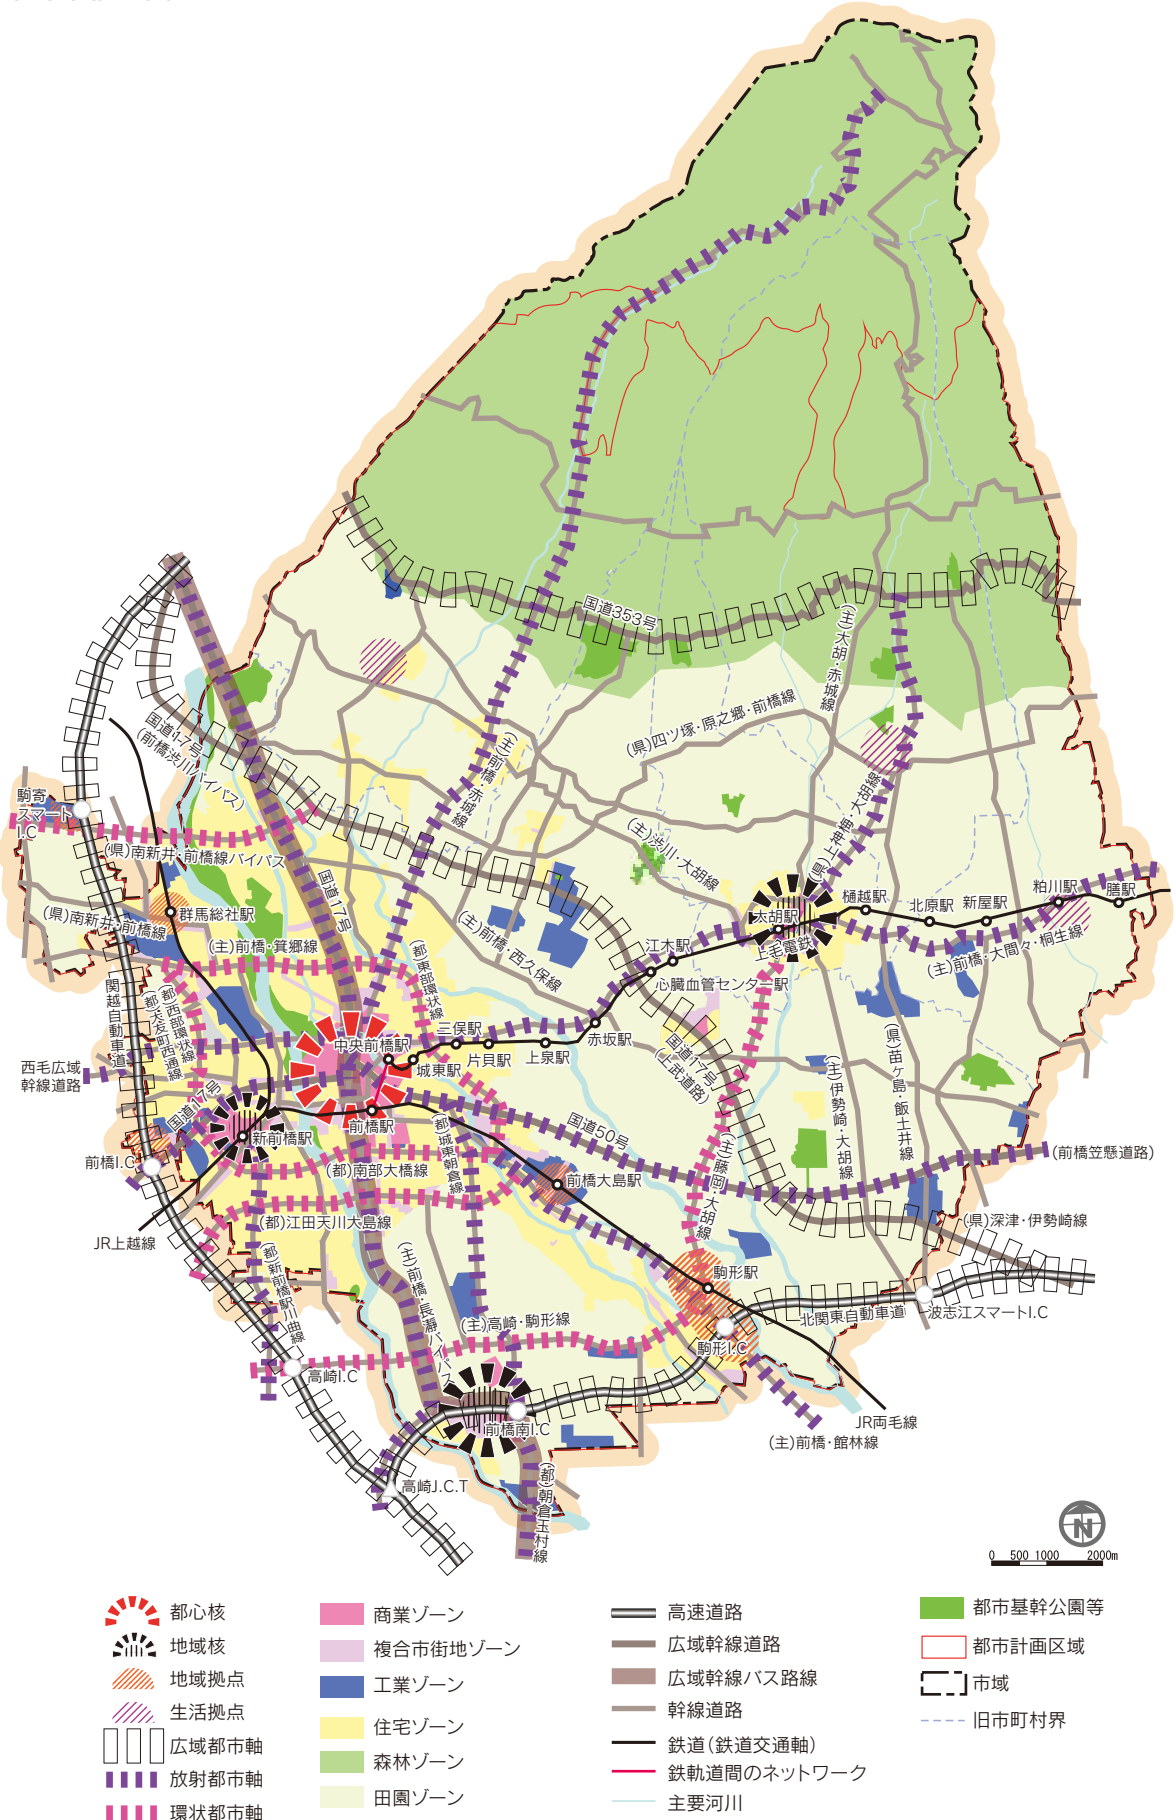 国道353号
(主)大胡・赤城線
国道17号
(前橋渋川バイパス)
(主)前橋・赤城線
(県)四ツ塚・原之郷・前橋線
(県)上神梅・大胡線
駒寄
スマート
I.C
(県)南新井・前橋線バイパス
国道17号
(主)渋川・大胡線
(県)南新井・前橋線
群馬総社駅
(主)前橋・箕郷線
(主)前橋・西久保線
(都)東部環状線
大胡駅
上毛電鉄
樋越駅
北原駅
新屋駅
粕川駅
膳駅
(主)前橋・大間々・桐生線
江木駅
心臓血管センター駅
関越自動車道
(都)西部環状線
(都)大友町西通線
西毛広域
幹線道路
中央前橋駅
城東駅
三俣駅
片貝駅
上泉駅
赤坂駅
国道17号
(上武道路)
(県)苗ヶ島・飯土井線
(主)伊勢崎・大胡線
国道17号
新前橋駅
前橋駅
国道50号
(都)城東朝倉線
(前橋笠懸道路)
前橋I.C
(都)南部大橋線
前橋大島駅
(主)藤岡・大胡線
(都)江田天川大島線
(県)深津・伊勢崎線
JR上越線
(都)新前橋駅川曲線
(主)前橋・長瀞バイパス
駒形駅
北関東自動車道
波志江スマートI.C
(主)高崎・駒形線
駒形I.C
高崎I.C
前橋南I.C
JR両毛線
(主)前橋・館林線
高崎J.C.T
(都)朝倉玉村線
N
0 500 1000 2000m
都心核
地域核
地域拠点
生活拠点
広域都市軸
放射都市軸
環状都市軸
商業ゾーン
複合市街地ゾーン
工業ゾーン
住宅ゾーン
森林ゾーン
田園ゾーン
高速道路
広域幹線道路
広域幹線バス路線
幹線道路
鉄道(鉄道交通軸)
鉄軌道間のネットワーク
主要河川
都市基幹公園等
都市計画区域
市域
旧市町村界